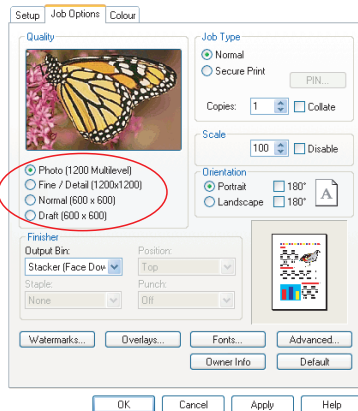 Setup Job Options Colour
Quality
Photo (1200 Multilevel)
Fine / Detail (1200x1200)
Normal (600 x 600)
Draft (600 x 600)
Job Type
Normal
Secure Print
PIN...
Copies: 1 Collate
Scale
100 Disable
Orientation
Portrait 180°
Landscape 180°
A
Finisher
Output Bin: Position:
Stacker (Face Dow Top
Staple: Punch:
None Off
Watermarks... Overlays... Fonts... Advanced...
Owner Info Default
OK Cancel Apply Help